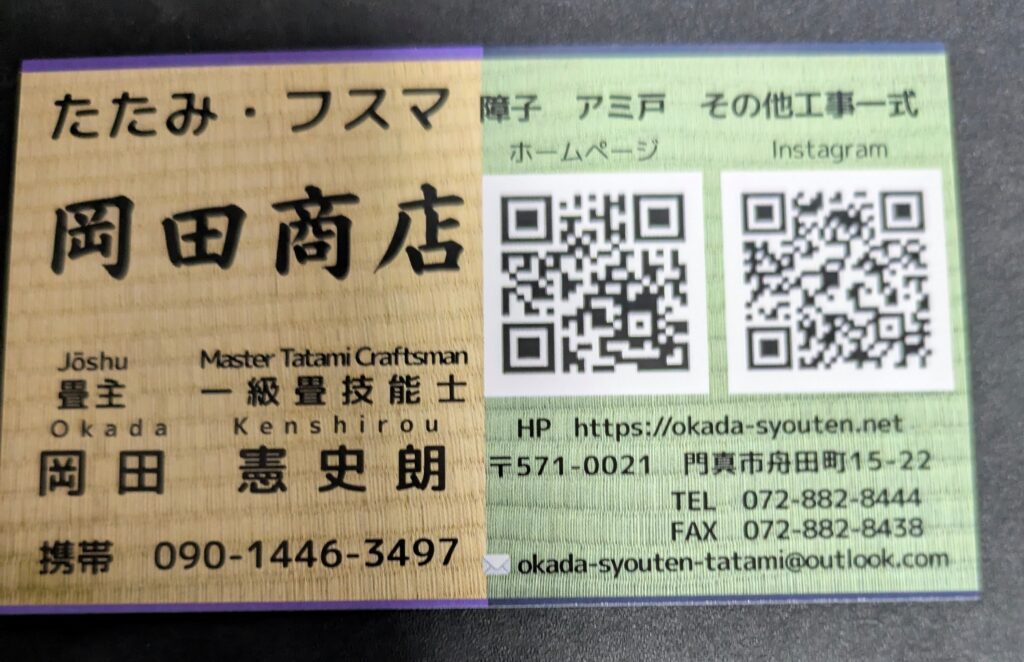 たたみ・フスマ 障子 アミ戸 その他工事一式
ホームページ Instagram
岡田商店
Jōshu Master Tatami Craftsman
畳主 一級畳技能士
Okada Kenshirou
岡田 憲史朗
携帯 090-1446-3497
HP https://okada-syouten.net
〒571-0021 門真市舟田町15-22
TEL 072-882-8444
FAX 072-882-8438
okada-syouten-tatami@outlook.com